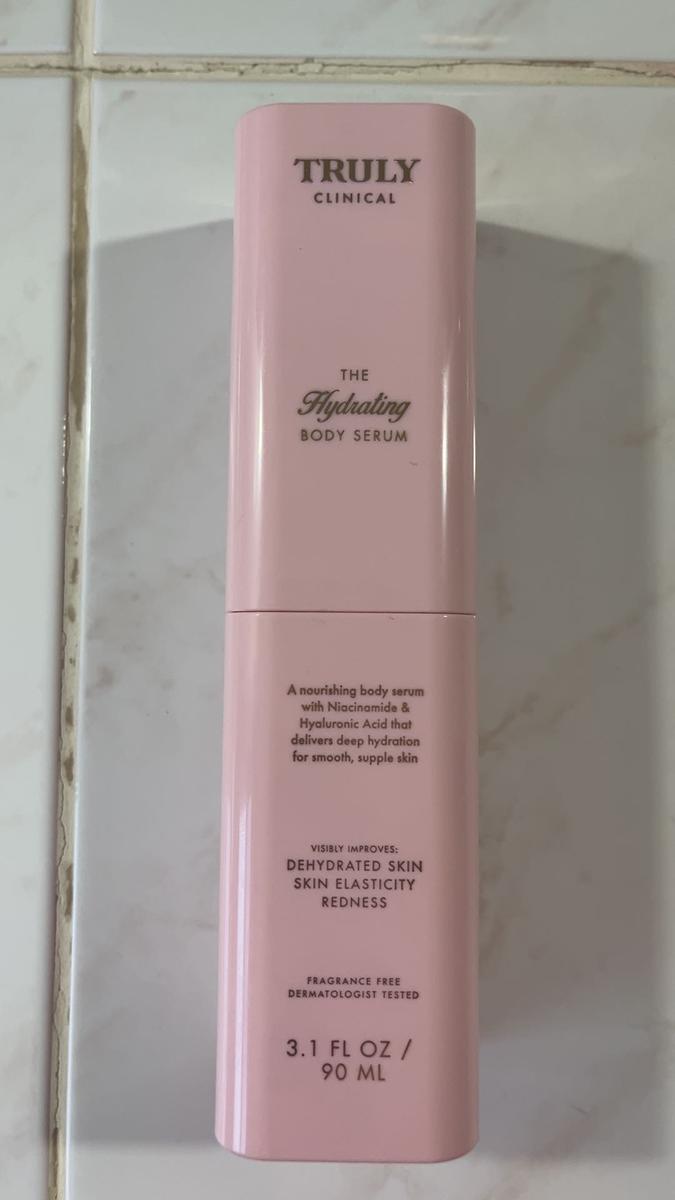 TRULY
CLINICAL
THE
Hydrating
BODY SERUM
A nourishing body serum
with Niacinamide &
Hyaluronic Acid that
delivers deep hydration
for smooth, supple skin
VISIBLY IMPROVES:
DEHYDRATED SKIN
SKIN ELASTICITY
REDNESS
FRAGRANCE FREE
DERMATOLOGIST TESTED
3.1 FL OZ /
90 ML